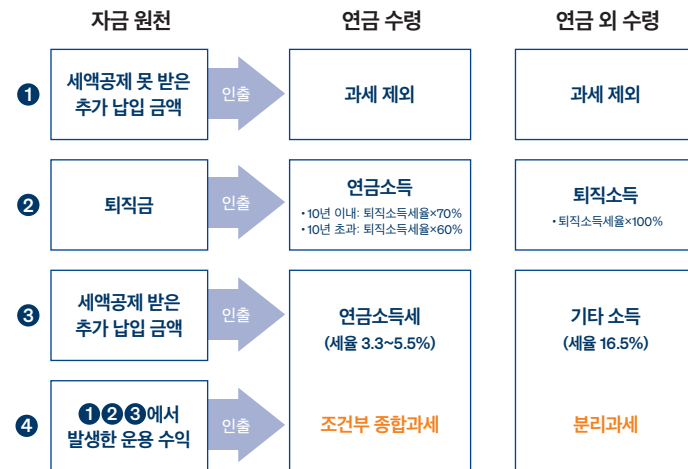 자금 원천
연금 수령
연금 외 수령
❶
세액공제 못 받은
추가 납입 금액
인출
과세 제외
과세 제외
❷
퇴직금
인출
연금소득
• 10년 이내: 퇴직소득세율×70%
• 10년 초과: 퇴직소득세율×60%
퇴직소득
• 퇴직소득세율×100%
❸
세액공제 받은
추가 납입 금액
인출
연금소득세
(세율 3.3~5.5%)
기타 소득
(세율 16.5%)
❹
❶❷❸에서
발생한 운용 수익
인출
조건부 종합과세
분리과세